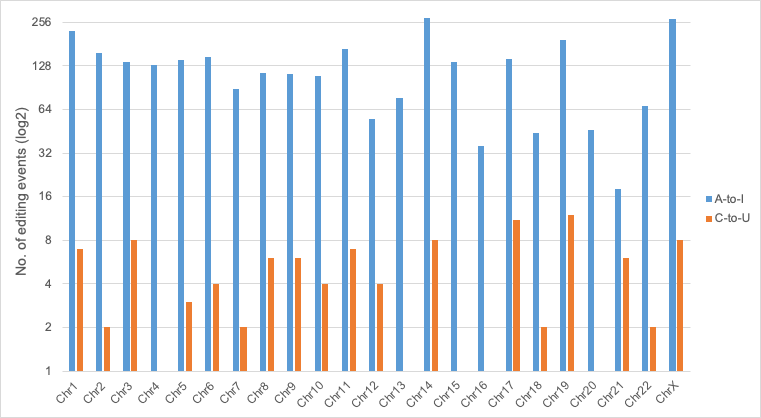 No. of editing events (log2)
256
128
64
32
16
8
4
2
1
Chr1 Chr2 Chr3 Chr4 Chr5 Chr6 Chr7 Chr8 Chr9 Chr10 Chr11 Chr12 Chr13 Chr14 Chr15 Chr16 Chr17 Chr18 Chr19 Chr20 Chr21 Chr22 ChrX
A-to-I
C-to-U